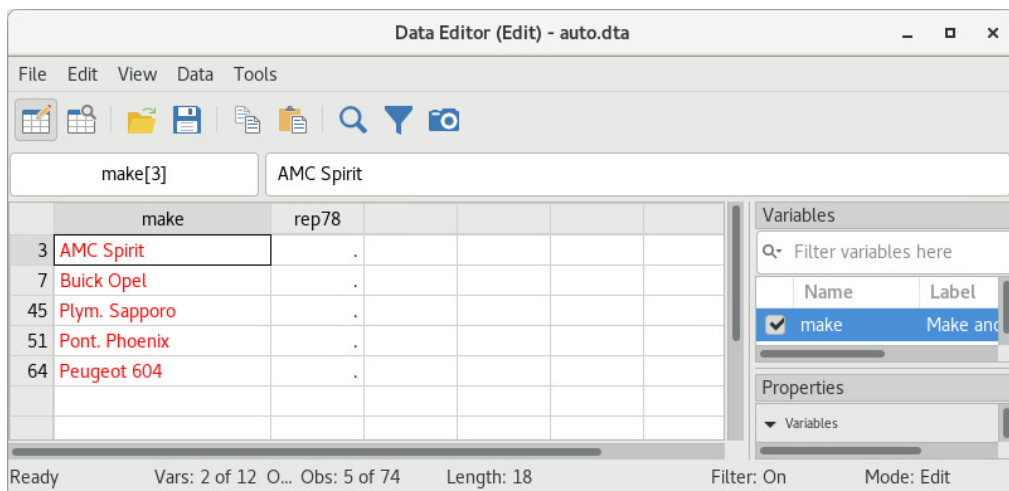 Data Editor (Edit) - auto.dta
File Edit View Data Tools
make[3] AMC Spirit
make rep78
3 AMC Spirit .
7 Buick Opel .
45 Plym. Sapporo .
51 Pont. Phoenix .
64 Peugeot 604 .
Variables
Filter variables here
Name Label
make Make and
Properties
Variables
Ready Vars: 2 of 12 O... Obs: 5 of 74 Length: 18 Filter: On Mode: Edit